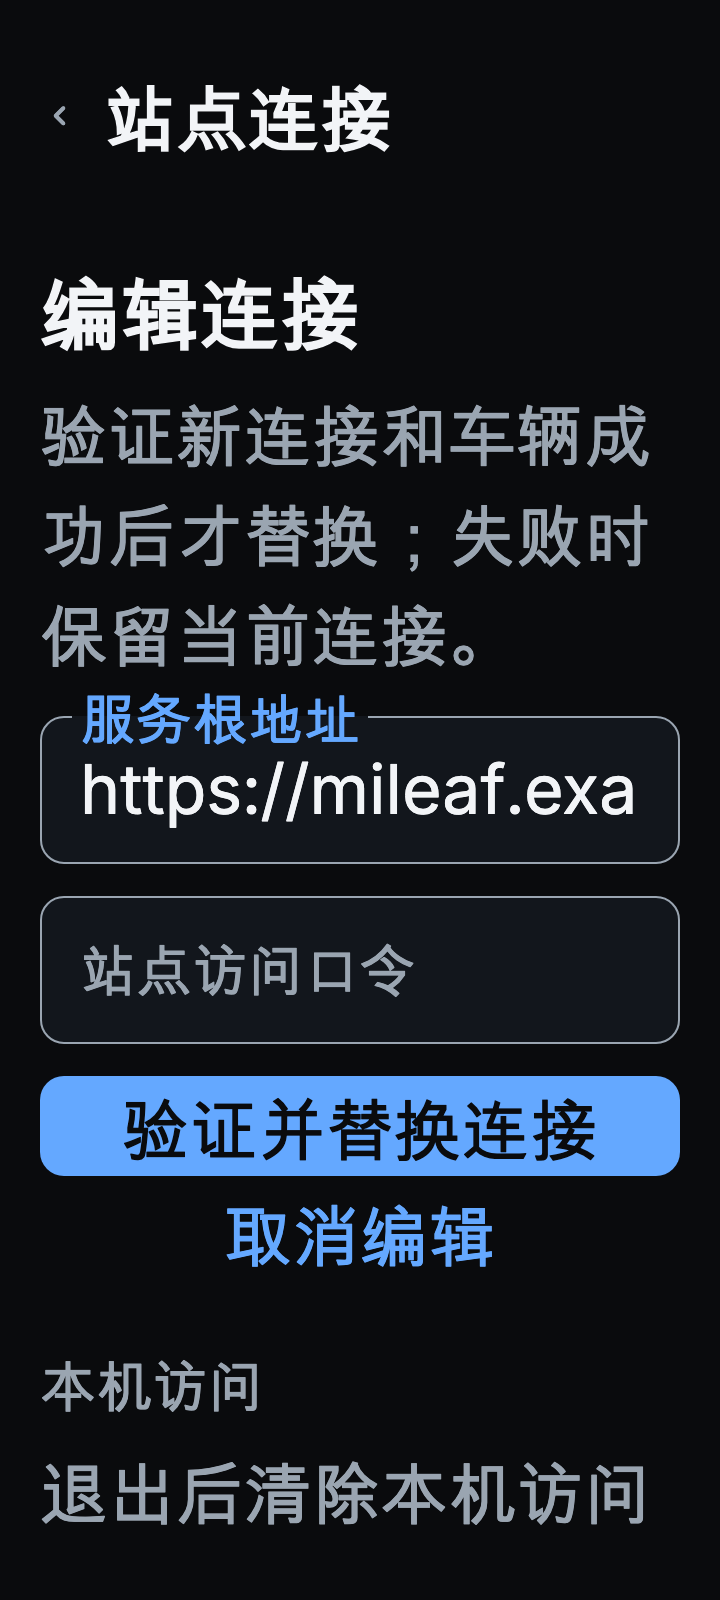 站点连接
编辑连接
验证新连接和车辆成
功后才替换；失败时
保留当前连接。
服务根地址
https://mileaf.exa
站点访问口令
验证并替换连接
取消编辑
本机访问
退出后清除本机访问